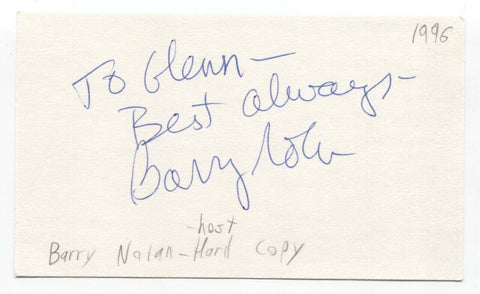 1996
To Glenn—
Best always-
Barry Nolan
-host
Barry Nolan-Hard Copy